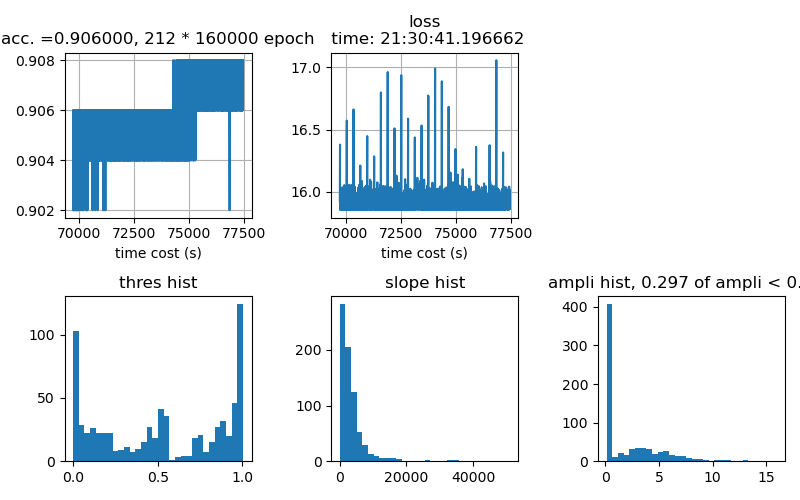 acc. =0.906000, 212 * 160000 epoch
loss
time: 21:30:41.196662
0.908
0.906
0.904
0.902
70000 72500 75000 77500
time cost (s)
17.0
16.5
16.0
70000 72500 75000 77500
time cost (s)
thres hist
100
50
0
0.0 0.5 1.0
slope hist
200
100
0
0 20000 40000
ampli hist, 0.297 of ampli < 0.
400
300
200
100
0
0 5 10 15